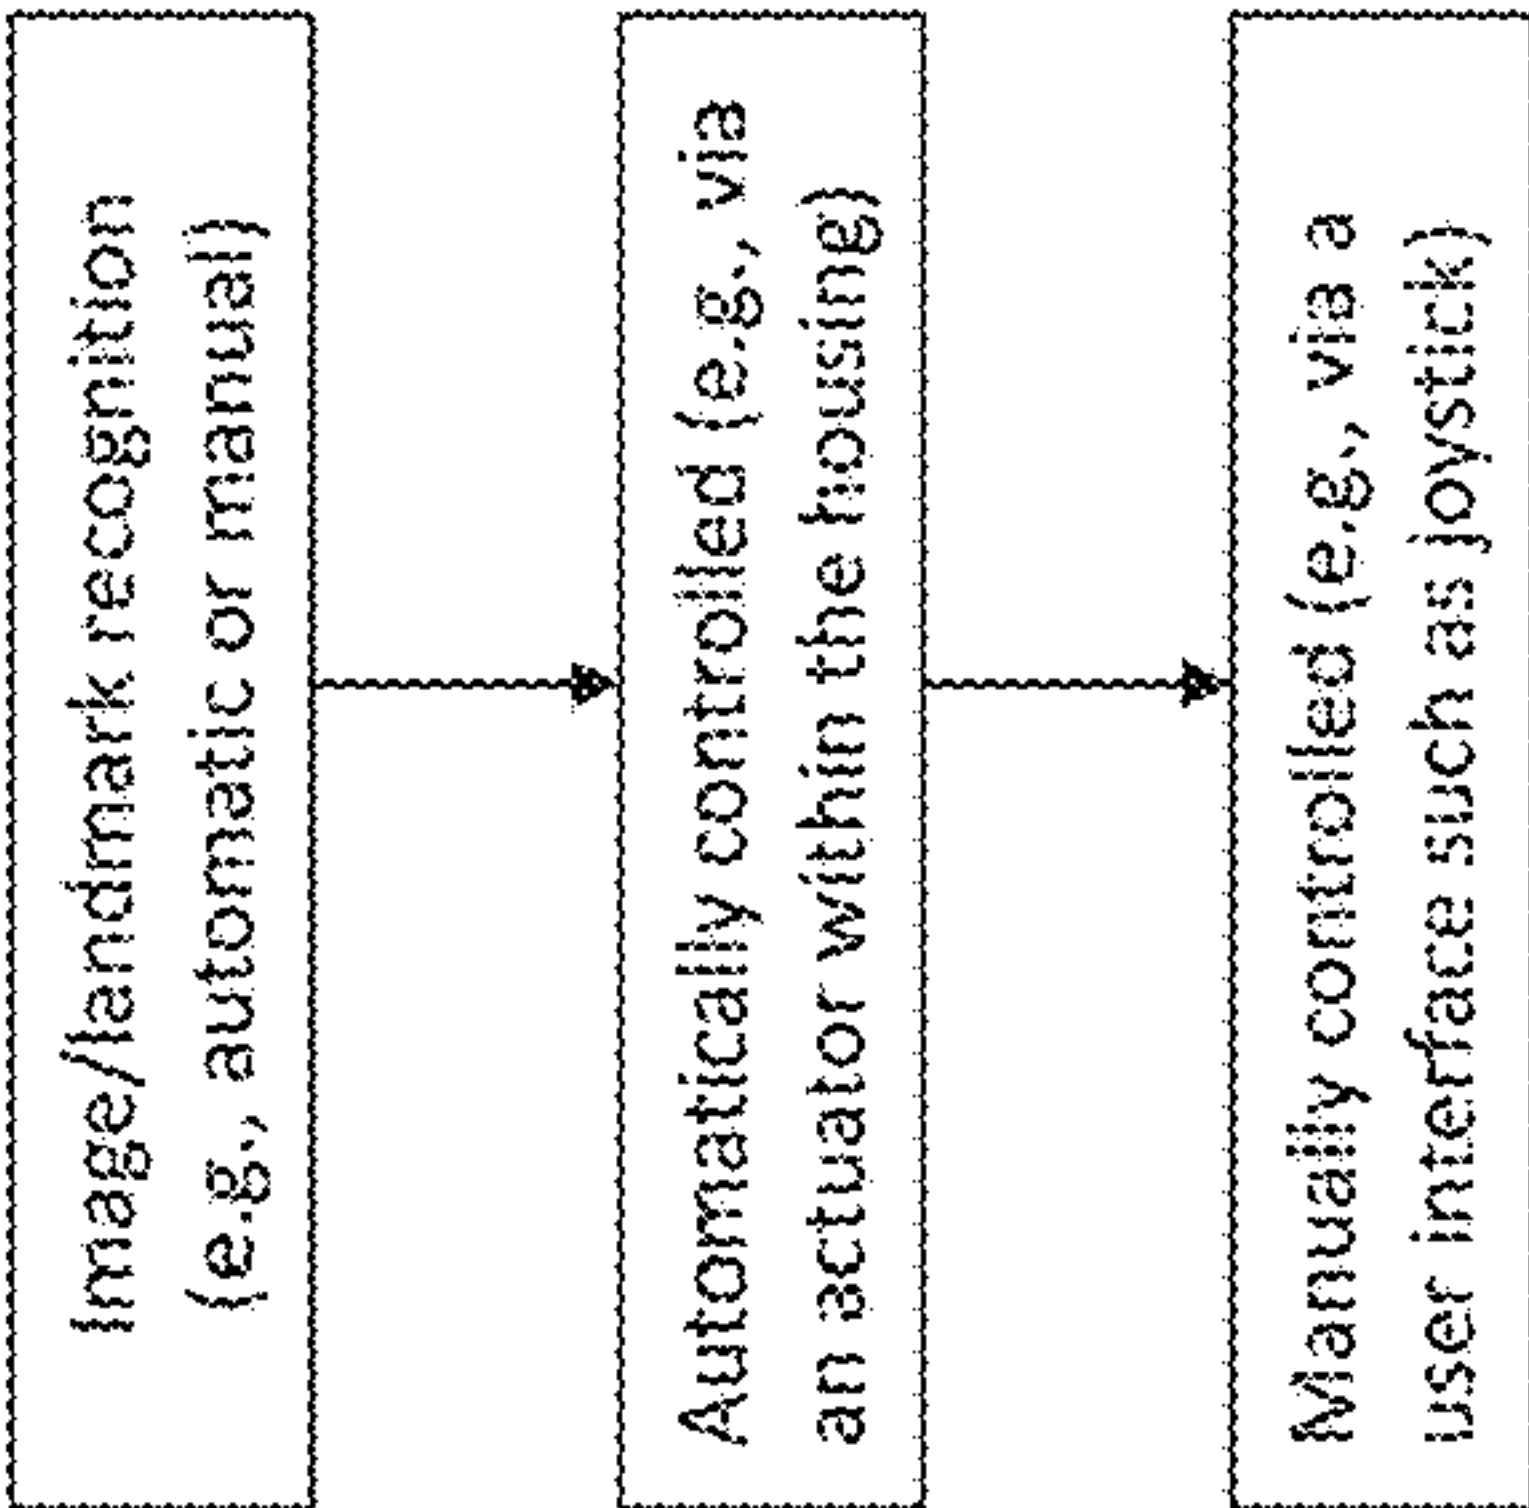 Image/landmark recognition
(e.g., automatic or manual)
Automatically controlled (e.g., via
an actuator within the housing)
Manually controlled (e.g., via a
user interface such as joystick)